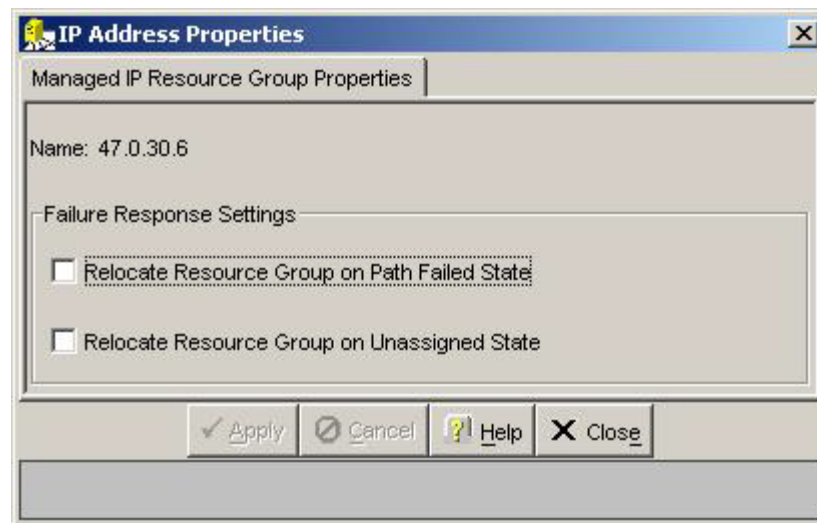 IP Address Properties
Managed IP Resource Group Properties
Name: 47.0.30.6
Failure Response Settings
Relocate Resource Group on Path Failed State
Relocate Resource Group on Unassigned State
Apply Cancel Help Close